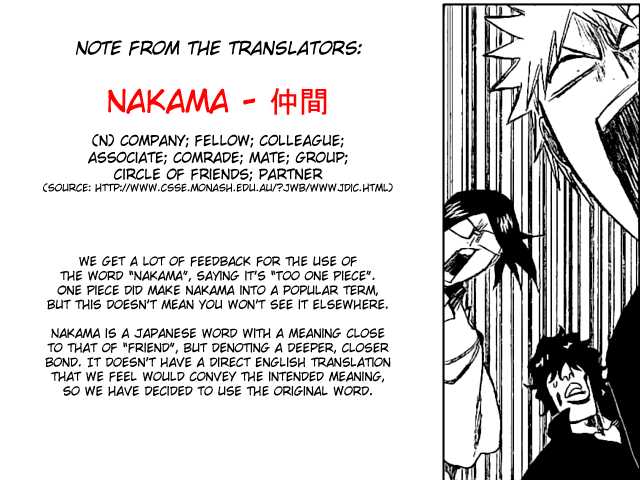 NOTE FROM THE TRANSLATORS:
NAKAMA - 仲間
(N) COMPANY; FELLOW; COLLEAGUE;
ASSOCIATE; COMRADE; MATE; GROUP;
CIRCLE OF FRIENDS; PARTNER
(SOURCE: HTTP://WWW.CSSE.MONASH.EDU.AU/?JWB/WWWJDIC.HTML)
WE GET A LOT OF FEEDBACK FOR THE USE OF
THE WORD "NAKAMA", SAYING IT'S "TOO ONE PIECE".
ONE PIECE DID MAKE NAKAMA INTO A POPULAR TERM,
BUT THIS DOESN'T MEAN YOU WON'T SEE IT ELSEWHERE.
NAKAMA IS A JAPANESE WORD WITH A MEANING CLOSE
TO THAT OF "FRIEND", BUT DENOTING A DEEPER, CLOSER
BOND. IT DOESN'T HAVE A DIRECT ENGLISH TRANSLATION
THAT WE FEEL WOULD CONVEY THE INTENDED MEANING,
SO WE HAVE DECIDED TO USE THE ORIGINAL WORD.